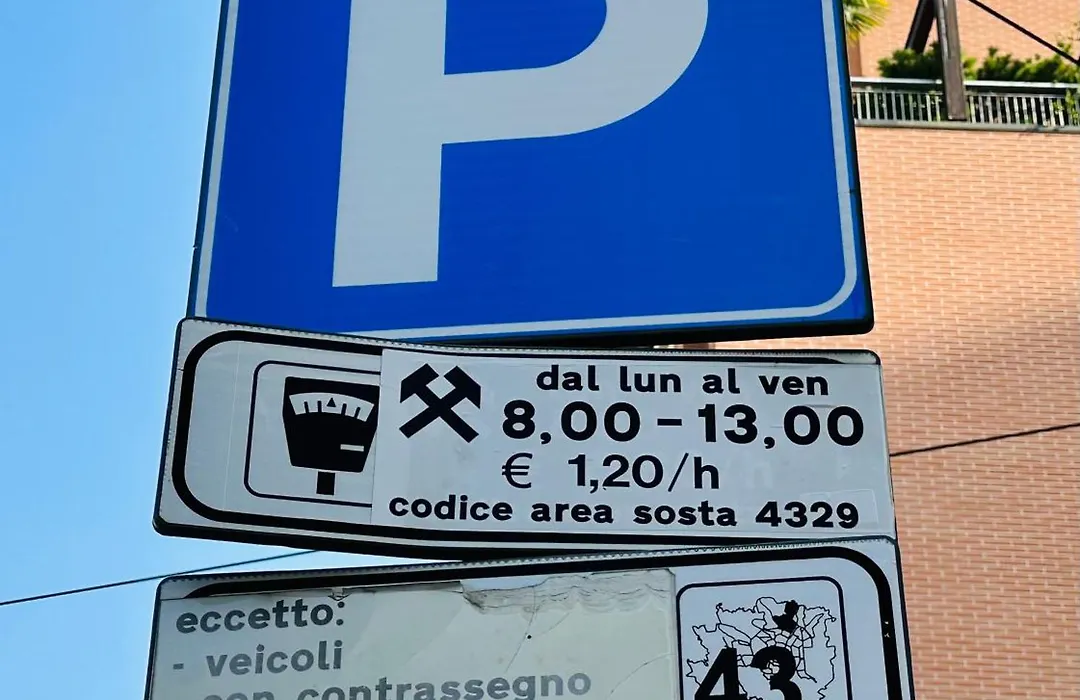 P
dal lun al ven
8,00 - 13,00
€ 1,20/h
codice area sosta 4329
eccetto:
- veicoli
con contrassegno
43